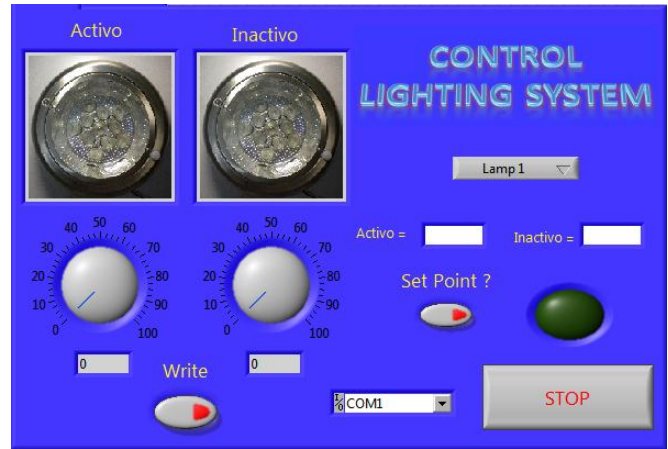 Activo
Inactivo
CONTROL
LIGHTING SYSTEM
Lamp 1
0 10 20 30 40 50 60 70 80 90 100
0 10 20 30 40 50 60 70 80 90 100
Activo =
Inactivo =
Set Point ?
0
0
Write
I/O COM1
STOP